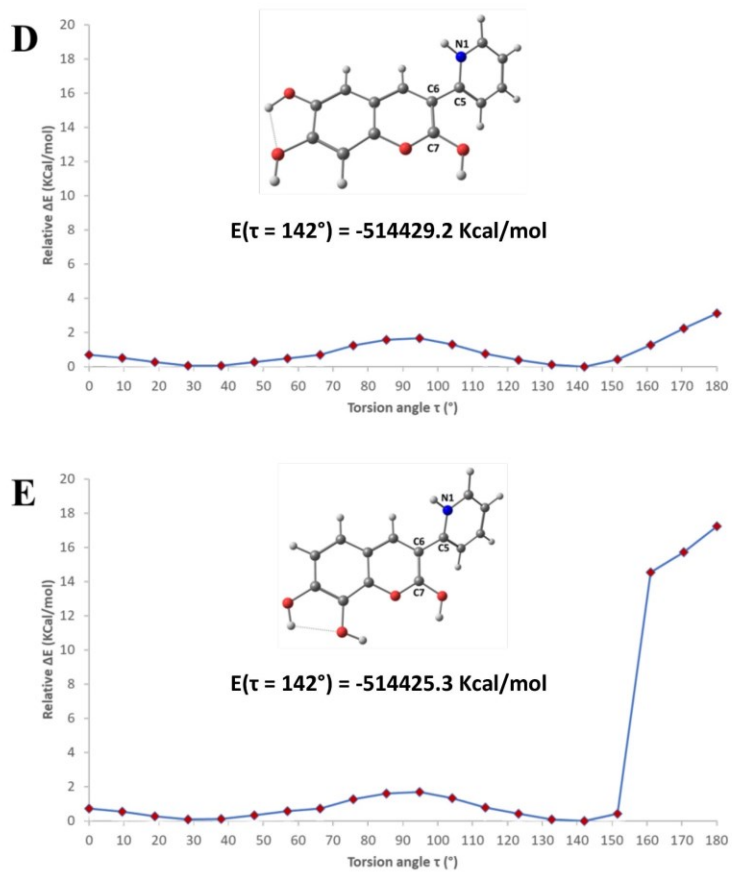 D
N1
C6
C5
C7
E(τ = 142°) = -514429.2 Kcal/mol
Relative ΔE (KCal/mol)
20
18
16
14
12
10
8
6
4
2
0
0 10 20 30 40 50 60 70 80 90 100 110 120 130 140 150 160 170 180
Torsion angle τ (°)
E
N1
C6
C5
C7
E(τ = 142°) = -514425.3 Kcal/mol
Relative ΔE (KCal/mol)
20
18
16
14
12
10
8
6
4
2
0
0 10 20 30 40 50 60 70 80 90 100 110 120 130 140 150 160 170 180
Torsion angle τ (°)